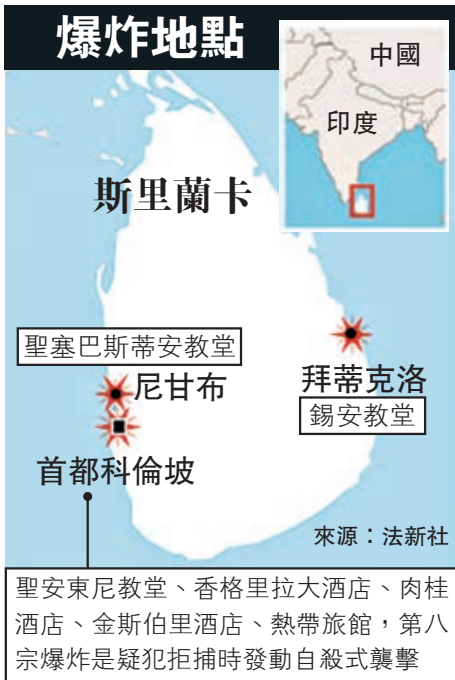 爆炸地點
中國
印度
斯里蘭卡
聖塞巴斯蒂安教堂
尼甘布
拜蒂克洛
錫安教堂
首都科倫坡
來源：法新社
聖安東尼教堂、香格里拉大酒店、肉桂
酒店、金斯伯里酒店、熱帶旅館，第八
宗爆炸是疑犯拒捕時發動自殺式襲擊